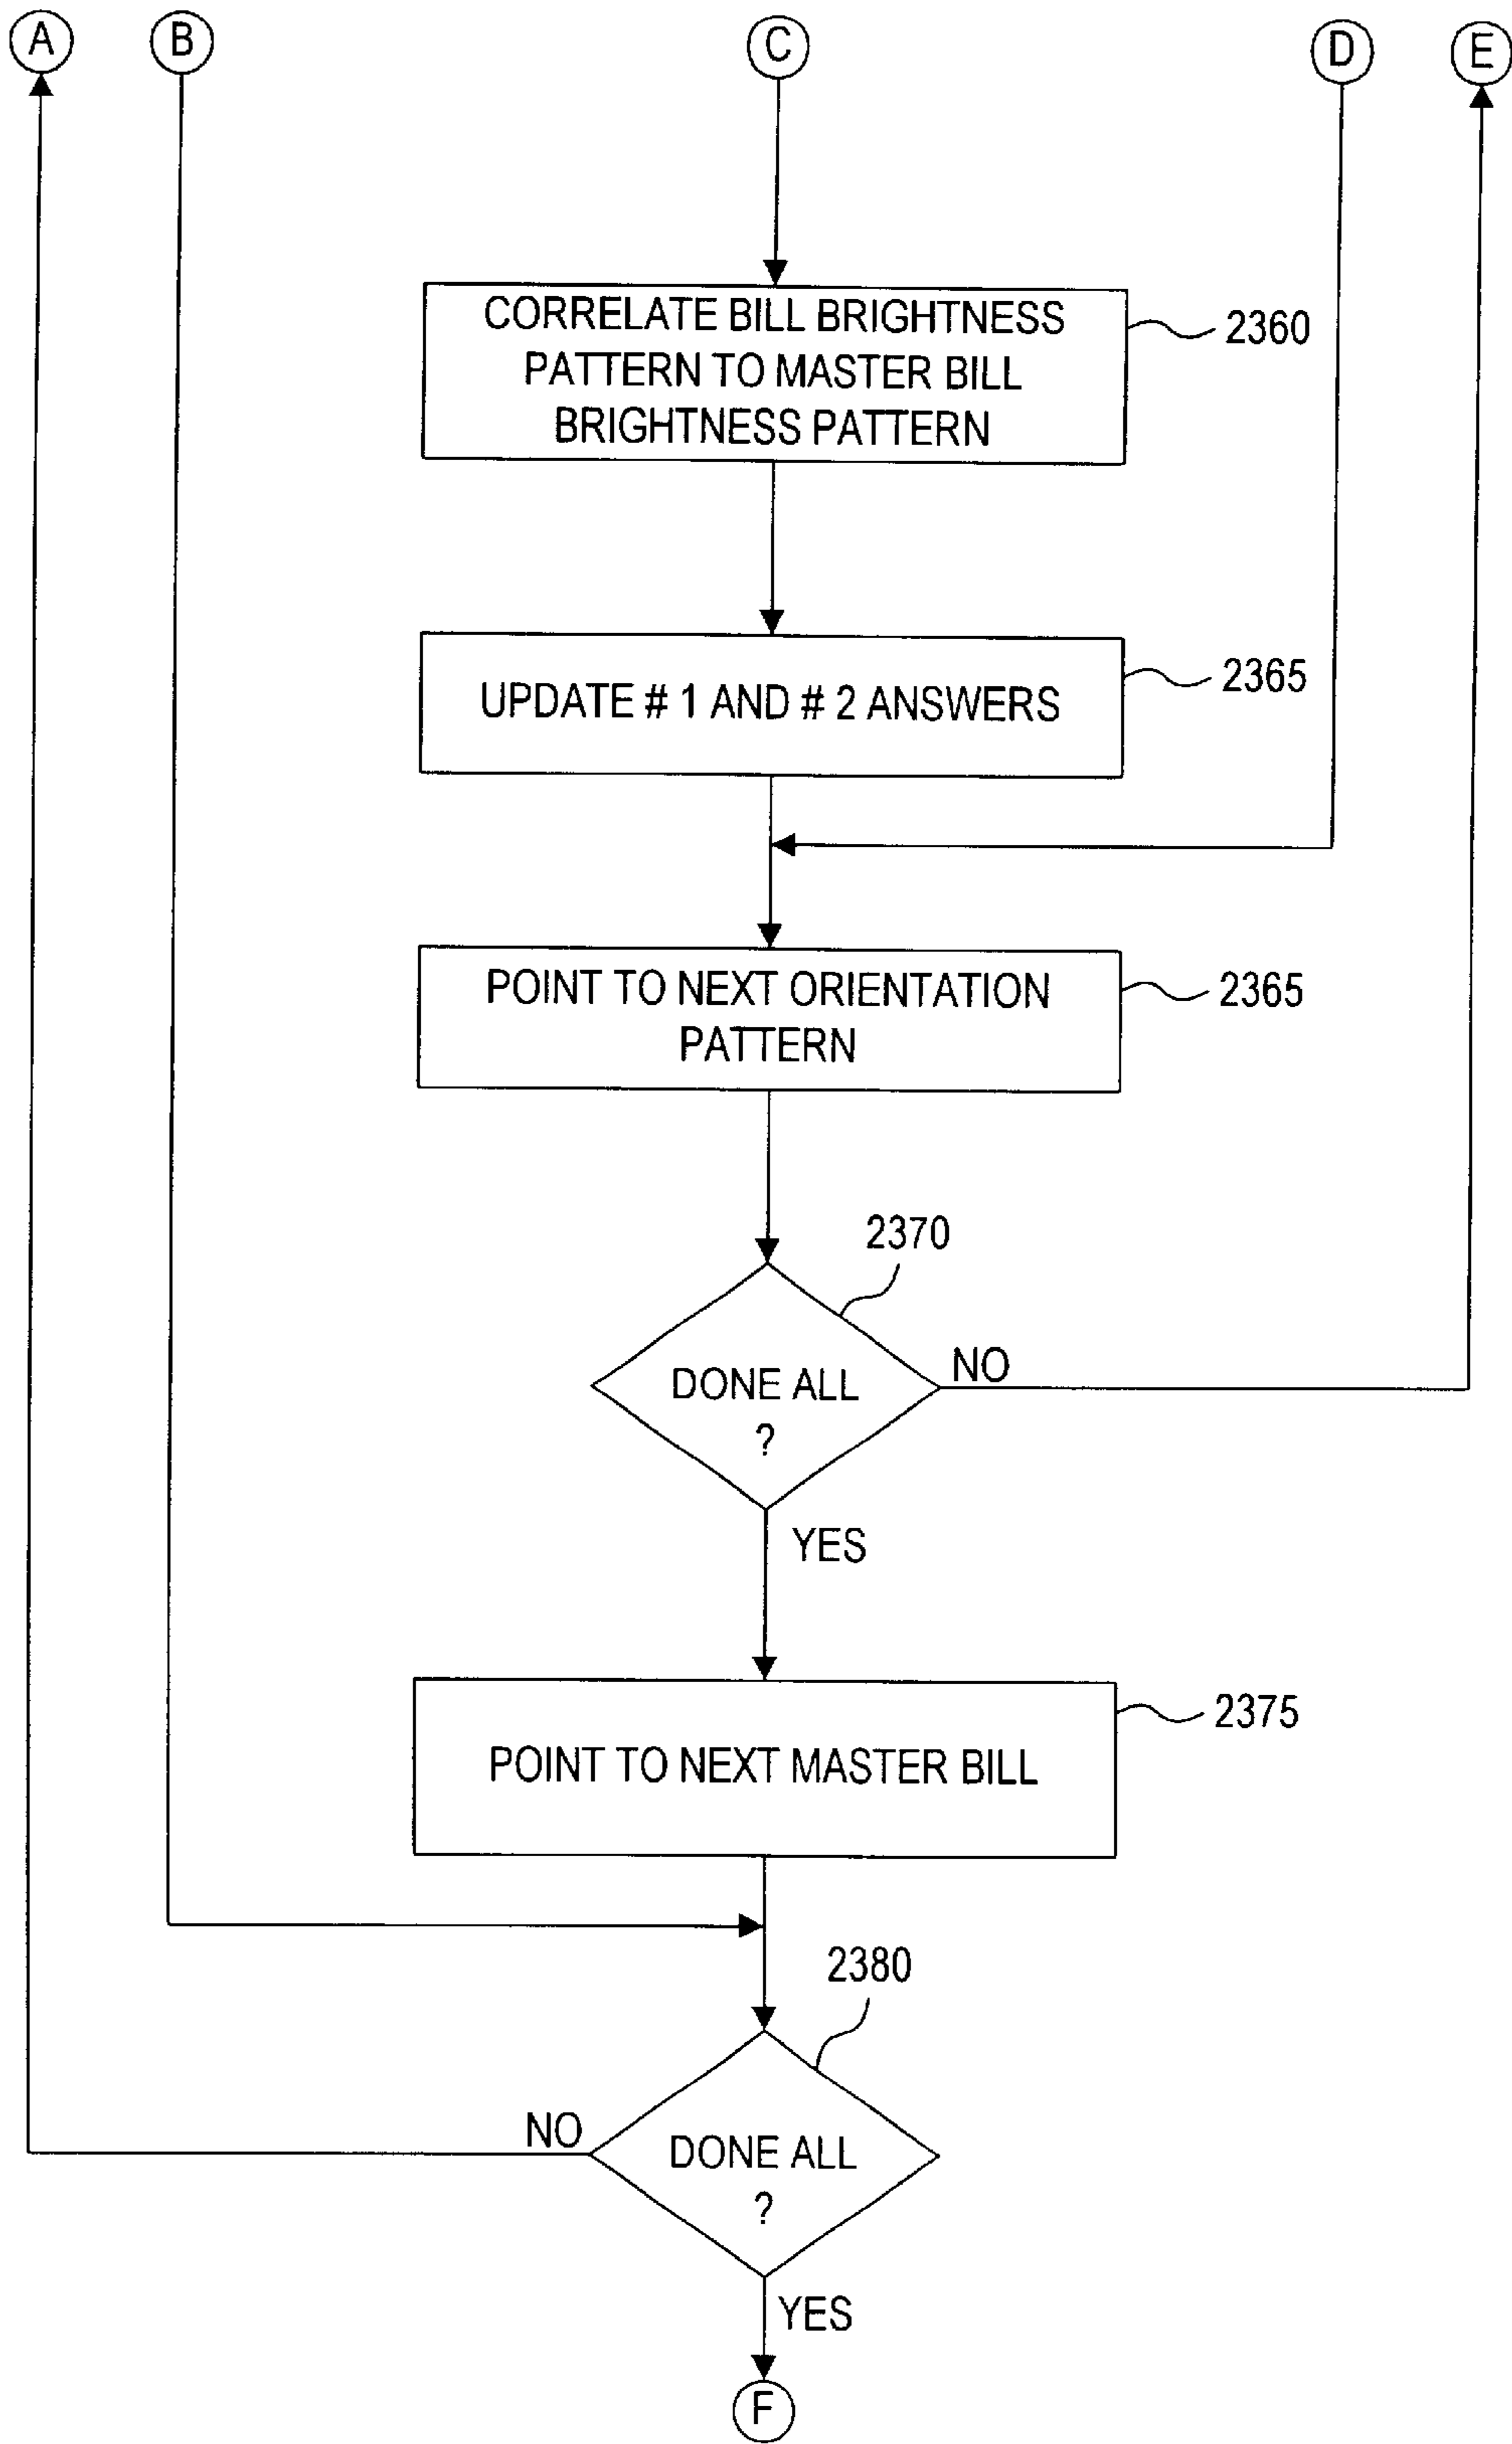 A
B
C
D
E
CORRELATE BILL BRIGHTNESS
PATTERN TO MASTER BILL
BRIGHTNESS PATTERN
2360
UPDATE # 1 AND # 2 ANSWERS
2365
POINT TO NEXT ORIENTATION
PATTERN
2365
2370
DONE ALL
?
NO
YES
POINT TO NEXT MASTER BILL
2375
2380
NO
DONE ALL
?
YES
F